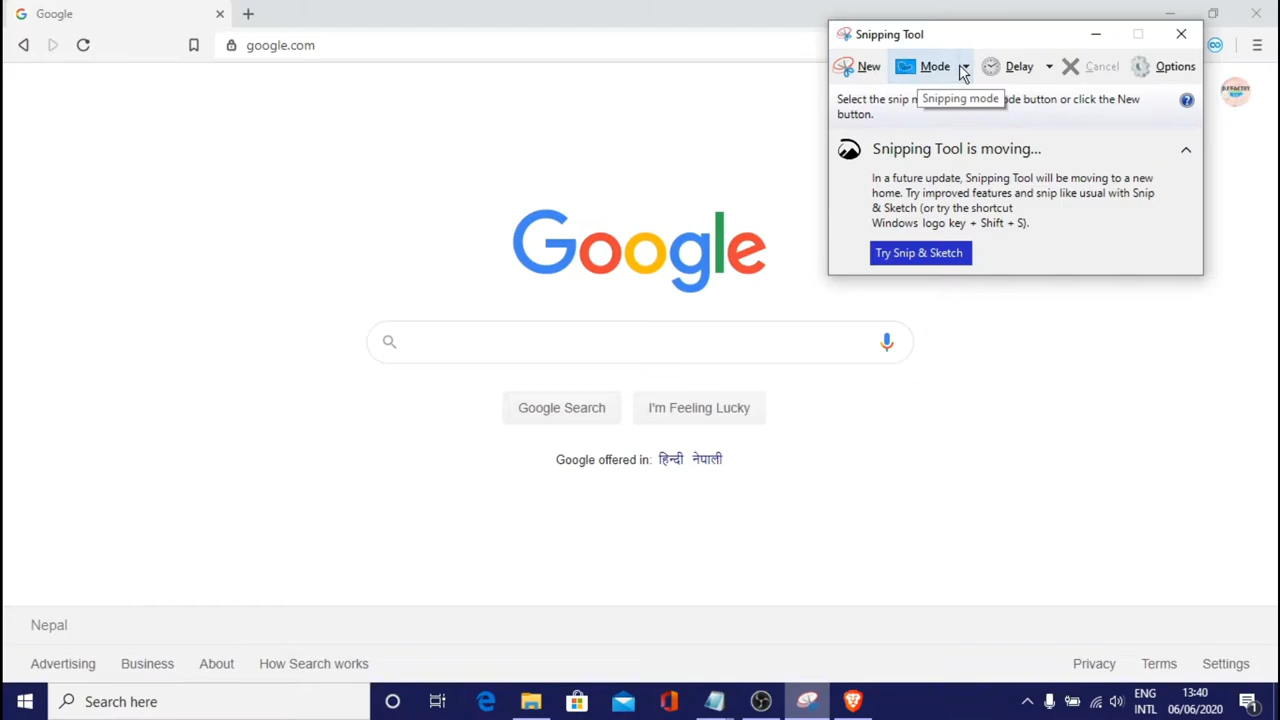 Google
google.com
Snipping Tool
New Mode Delay Cancel Options
Snipping mode
Select the snip m ode button or click the New
button.
Snipping Tool is moving...
In a future update, Snipping Tool will be moving to a new
home. Try improved features and snip like usual with Snip
& Sketch (or try the shortcut
Windows logo key + Shift + S).
Try Snip & Sketch
Google
Google Search I'm Feeling Lucky
Google offered in: हिन्दी नेपाली
Nepal
Advertising Business About How Search works Privacy Terms Settings
Search here
ENG
INTL
13:40
06/06/2020
1